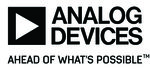 ANALOG
DEVICES
AHEAD OF WHAT'S POSSIBLE™